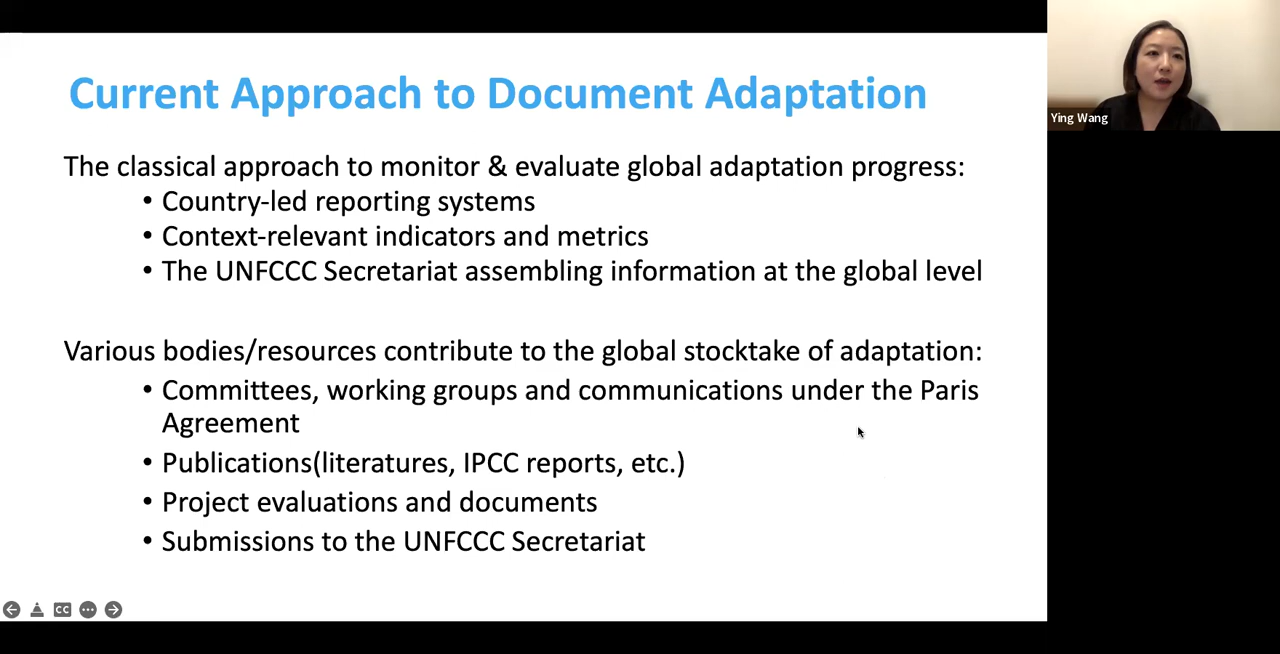 Current Approach to Document Adaptation
Ying Wang
The classical approach to monitor & evaluate global adaptation progress:
• Country-led reporting systems
• Context-relevant indicators and metrics
• The UNFCCC Secretariat assembling information at the global level
Various bodies/resources contribute to the global stocktake of adaptation:
• Committees, working groups and communications under the Paris
Agreement
• Publications(literatures, IPCC reports, etc.)
• Project evaluations and documents
• Submissions to the UNFCCC Secretariat
CC